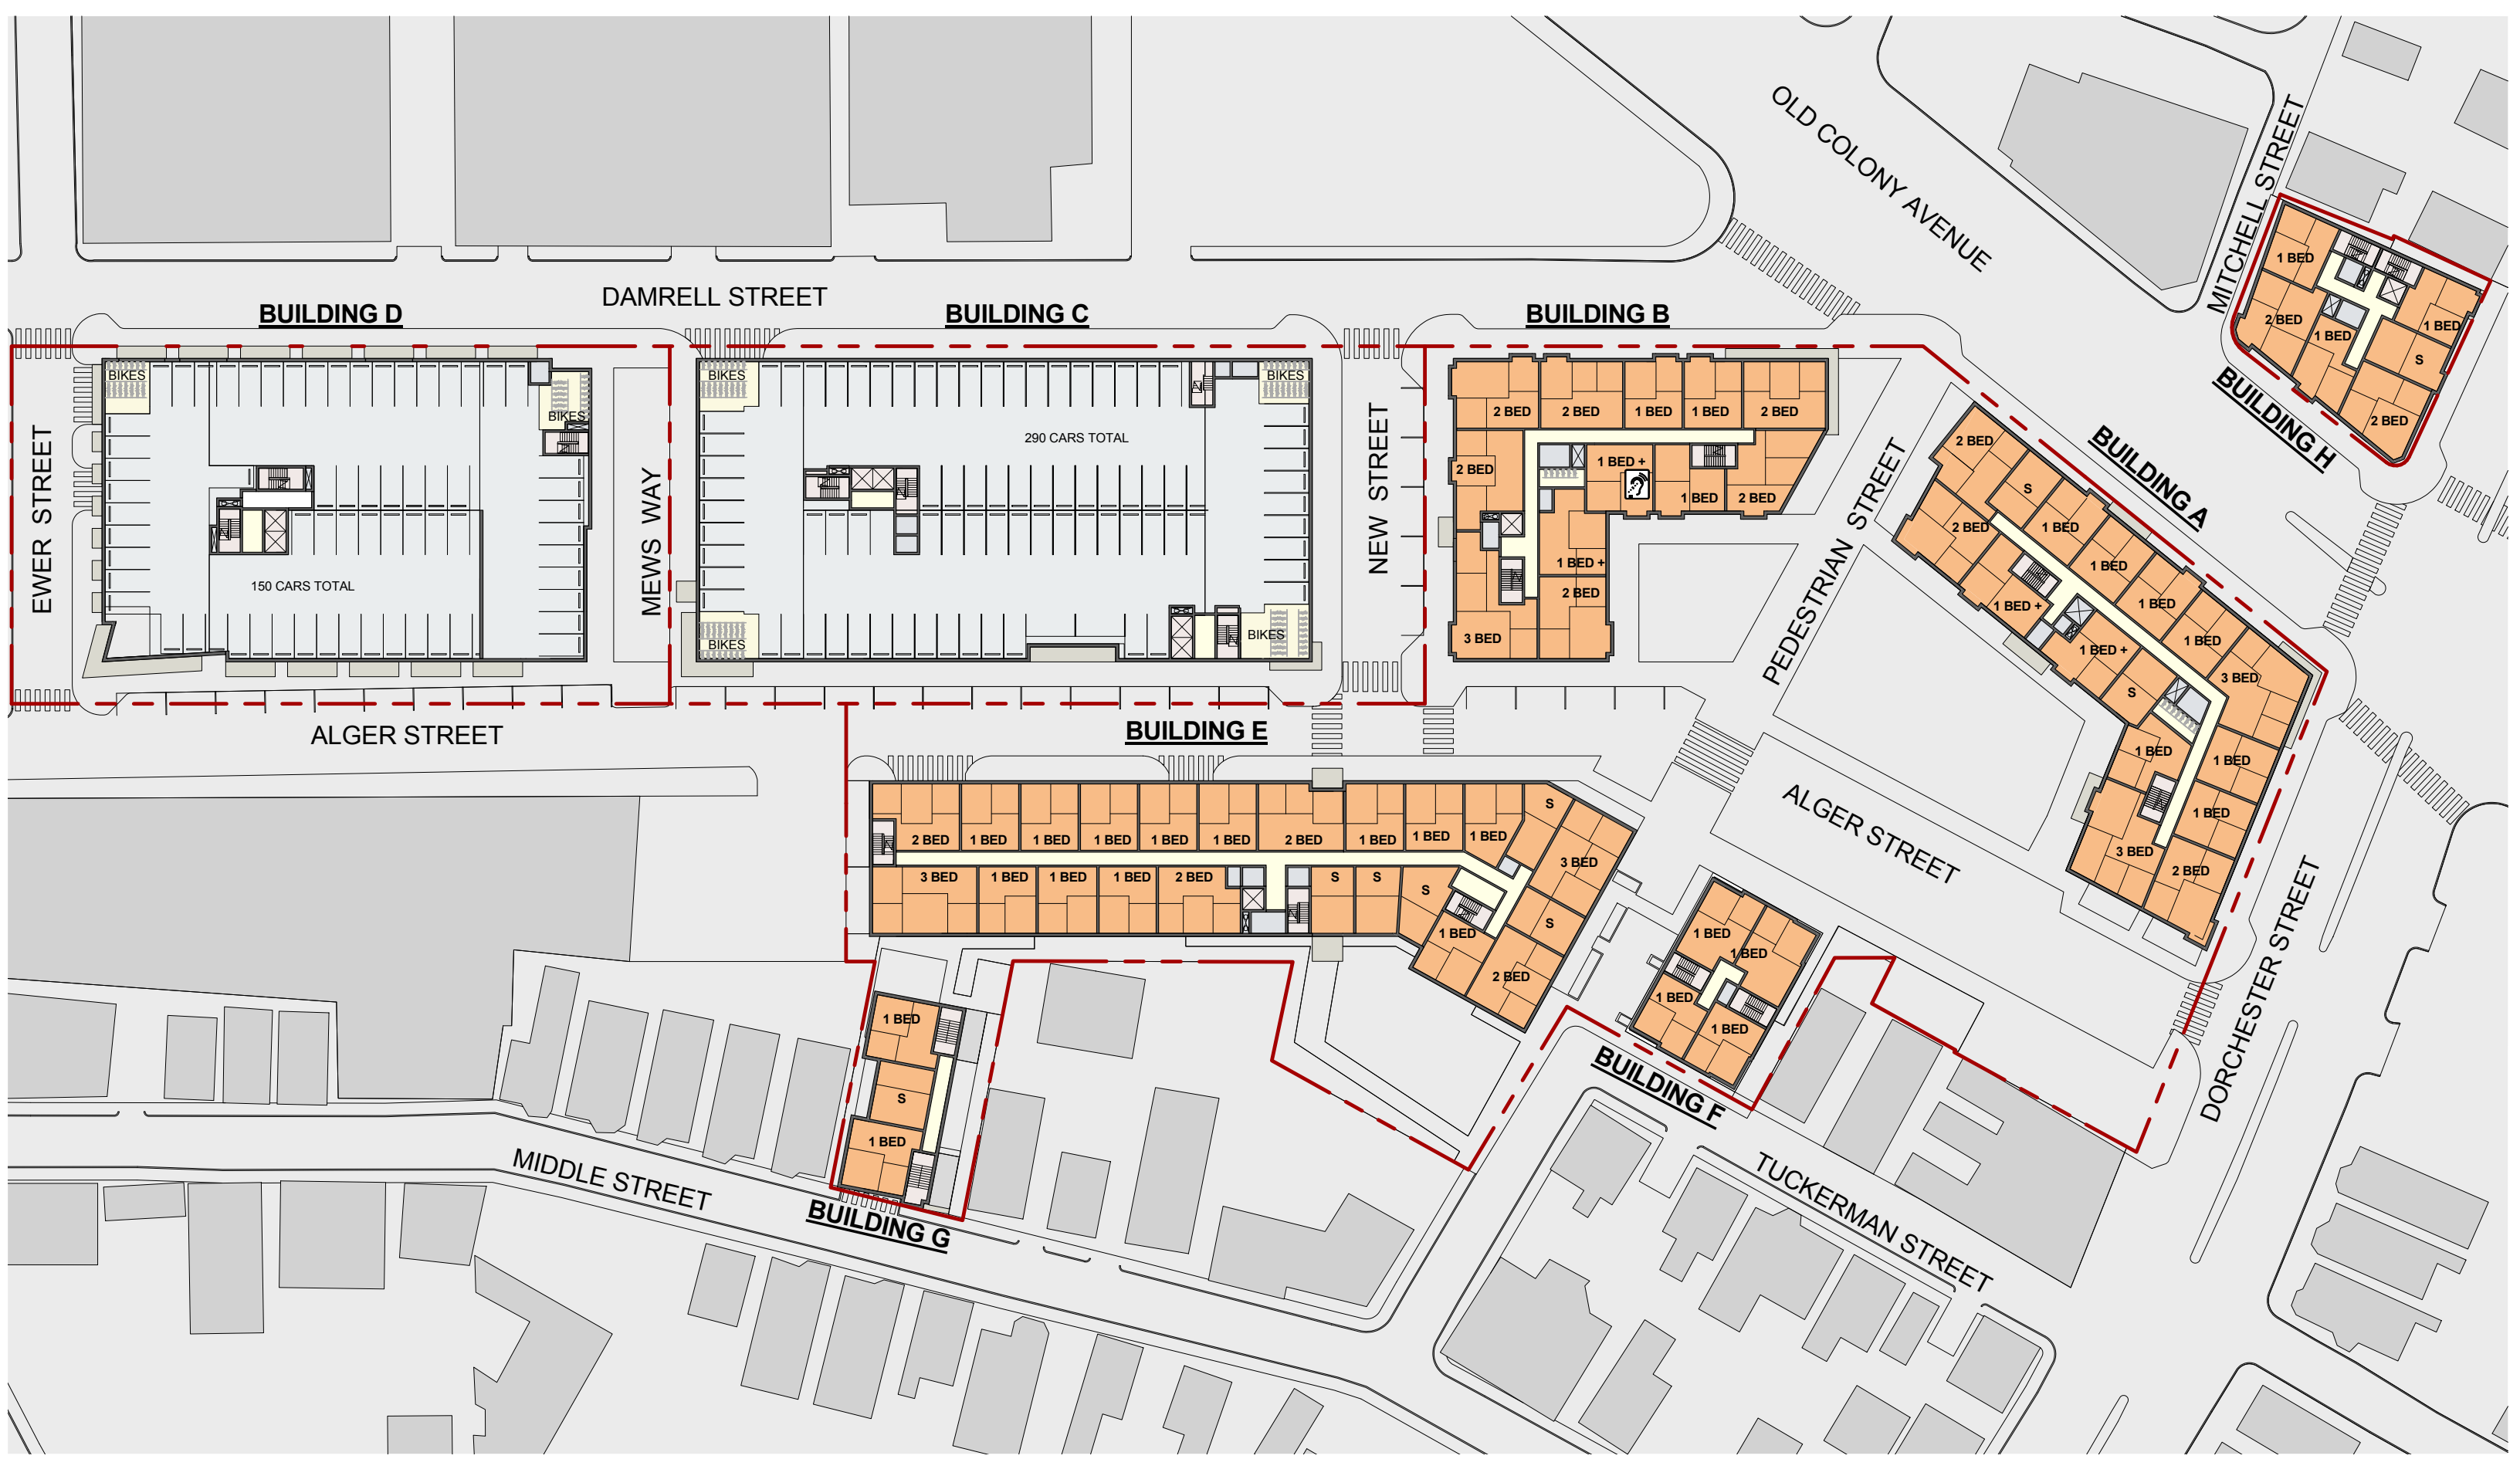 OLD COLONY AVENUE
MITCHELL STREET
DAMRELL STREET
BUILDING D
BUILDING C
BUILDING B
BUILDING H
1 BED
2 BED
1 BED
1 BED
S
2 BED
BIKES
BIKES
150 CARS TOTAL
EWER STREET
MEWS WAY
BIKES
BIKES
290 CARS TOTAL
BIKES
BIKES
NEW STREET
2 BED
2 BED
1 BED
1 BED
2 BED
2 BED
1 BED +
1 BED
2 BED
1 BED +
2 BED
3 BED
PEDESTRIAN STREET
BUILDING A
2 BED
S
2 BED
1 BED
1 BED
1 BED +
1 BED
1 BED
1 BED +
3 BED
S
1 BED
1 BED
1 BED
3 BED
2 BED
ALGER STREET
BUILDING E
2 BED
1 BED
1 BED
1 BED
1 BED
1 BED
2 BED
1 BED
1 BED
1 BED
S
3 BED
3 BED
1 BED
1 BED
1 BED
2 BED
S
S
S
S
1 BED
2 BED
ALGER STREET
DORCHESTER STREET
1 BED
1 BED
1 BED
1 BED
BUILDING F
1 BED
S
1 BED
BUILDING G
MIDDLE STREET
TUCKERMAN STREET